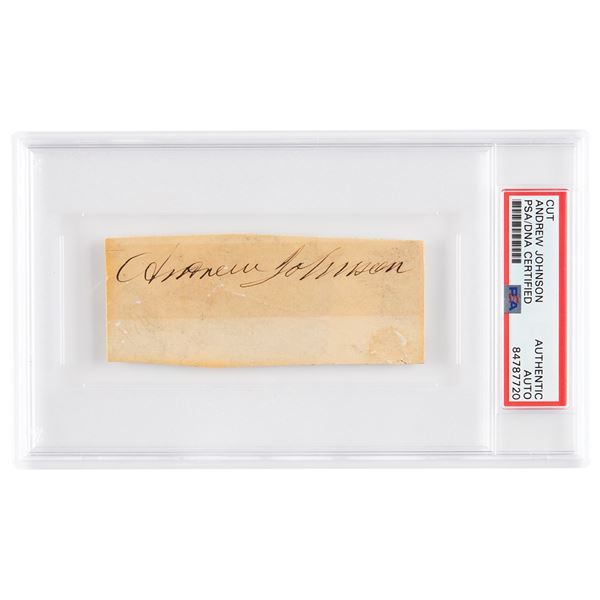 Andrew Johnson
CUT
ANDREW JOHNSON
PSA/DNA CERTIFIED
PSA
AUTHENTIC
AUTO
84787720